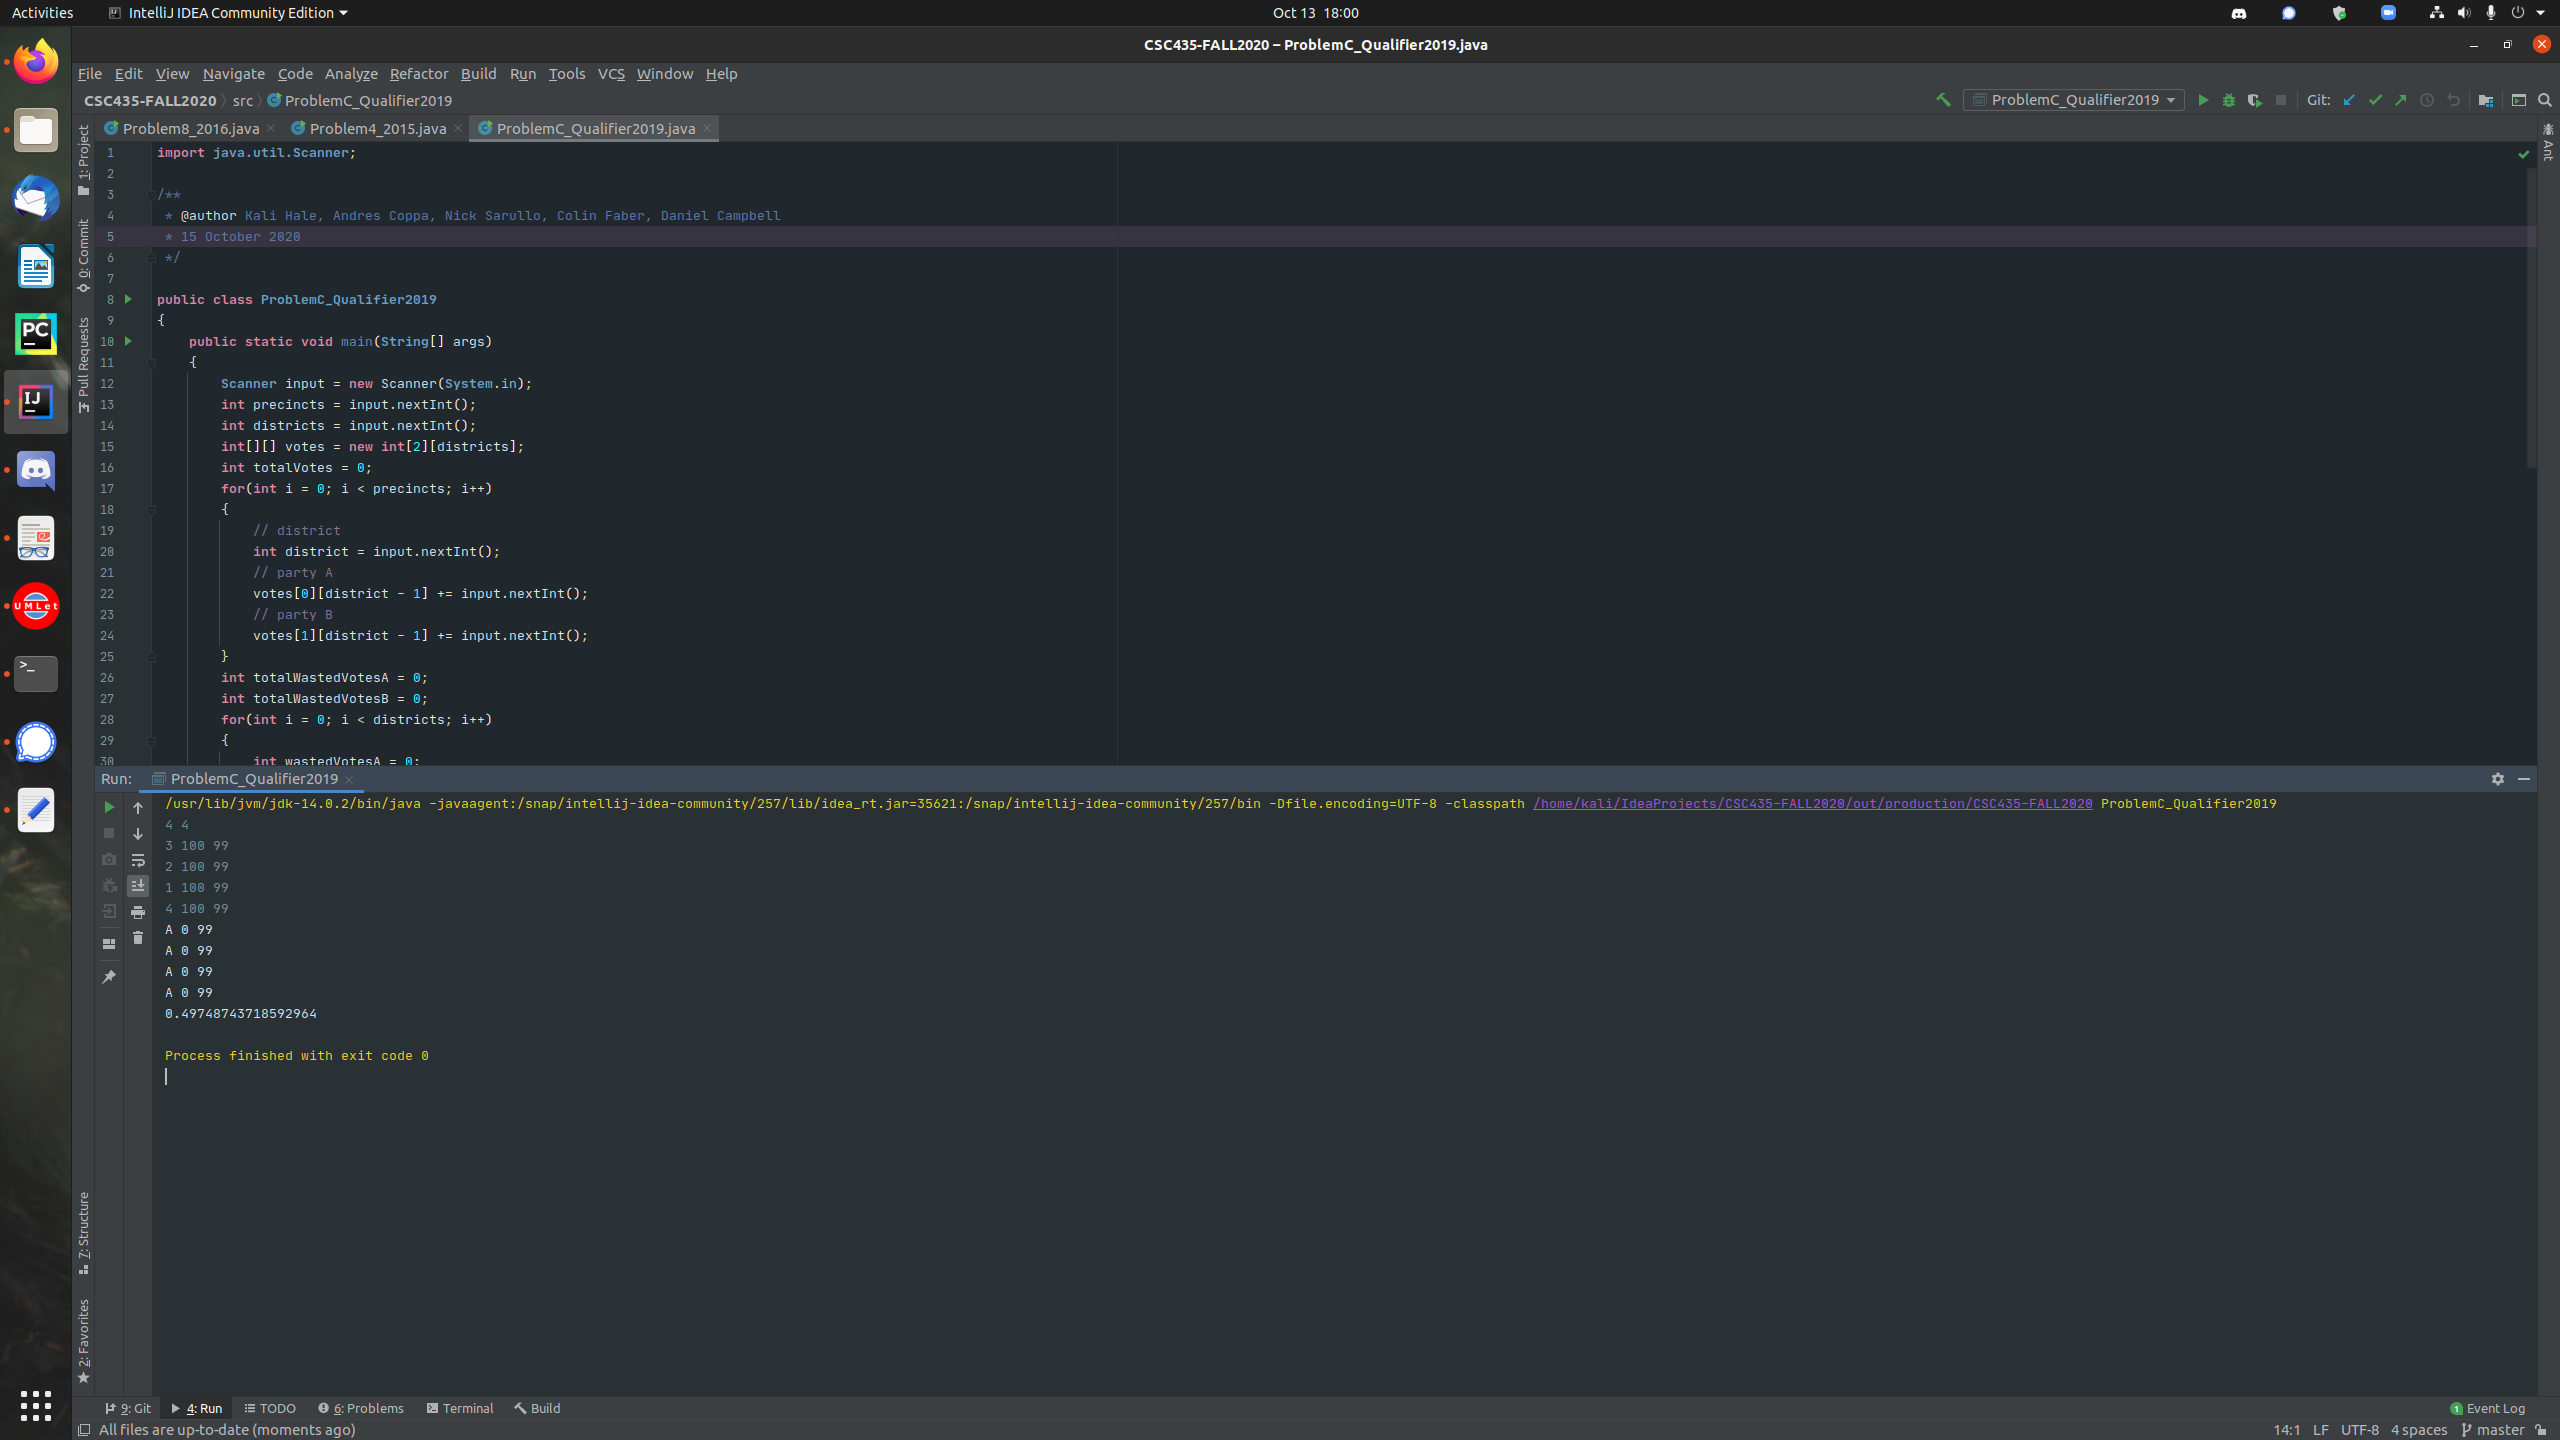 Activities
IntelliJ IDEA Community Edition
Oct 13 18:00
CSC435-FALL2020 – ProblemC_Qualifier2019.java
File Edit View Navigate Code Analyze Refactor Build Run Tools VCS Window Help
CSC435-FALL2020 src ProblemC_Qualifier2019
ProblemC_Qualifier2019
Git:
Problem8_2016.java
Problem4_2015.java
ProblemC_Qualifier2019.java
1: Project
0: Commit
Pull Requests
Ant
PC
IJ
UMLet
>_
1 import java.util.Scanner;
2
3 /**
4 * @author Kali Hale, Andres Coppa, Nick Sarullo, Colin Faber, Daniel Campbell
5 * 15 October 2020
6 */
7
8 public class ProblemC_Qualifier2019
9 {
10 public static void main(String[] args)
11 {
12 Scanner input = new Scanner(System.in);
13 int precincts = input.nextInt();
14 int districts = input.nextInt();
15 int[][] votes = new int[2][districts];
16 int totalVotes = 0;
17 for(int i = 0; i < precincts; i++)
18 {
19 // district
20 int district = input.nextInt();
21 // party A
22 votes[0][district - 1] += input.nextInt();
23 // party B
24 votes[1][district - 1] += input.nextInt();
25 }
26 int totalWastedVotesA = 0;
27 int totalWastedVotesB = 0;
28 for(int i = 0; i < districts; i++)
29 {
30 int wastedVotesA = 0;
Run: ProblemC_Qualifier2019
/usr/lib/jvm/jdk-14.0.2/bin/java -javaagent:/snap/intellij-idea-community/257/lib/idea_rt.jar=35621:/snap/intellij-idea-community/257/bin -Dfile.encoding=UTF-8 -classpath /home/kali/IdeaProjects/CSC435-FALL2020/out/production/CSC435-FALL2020 ProblemC_Qualifier2019
4 4
3 100 99
2 100 99
1 100 99
4 100 99
A 0 99
A 0 99
A 0 99
A 0 99
0.49748743718592964
Process finished with exit code 0
7: Structure
2: Favorites
9: Git
4: Run
TODO
6: Problems
Terminal
Build
1 Event Log
All files are up-to-date (moments ago)
14:1 LF UTF-8 4 spaces master